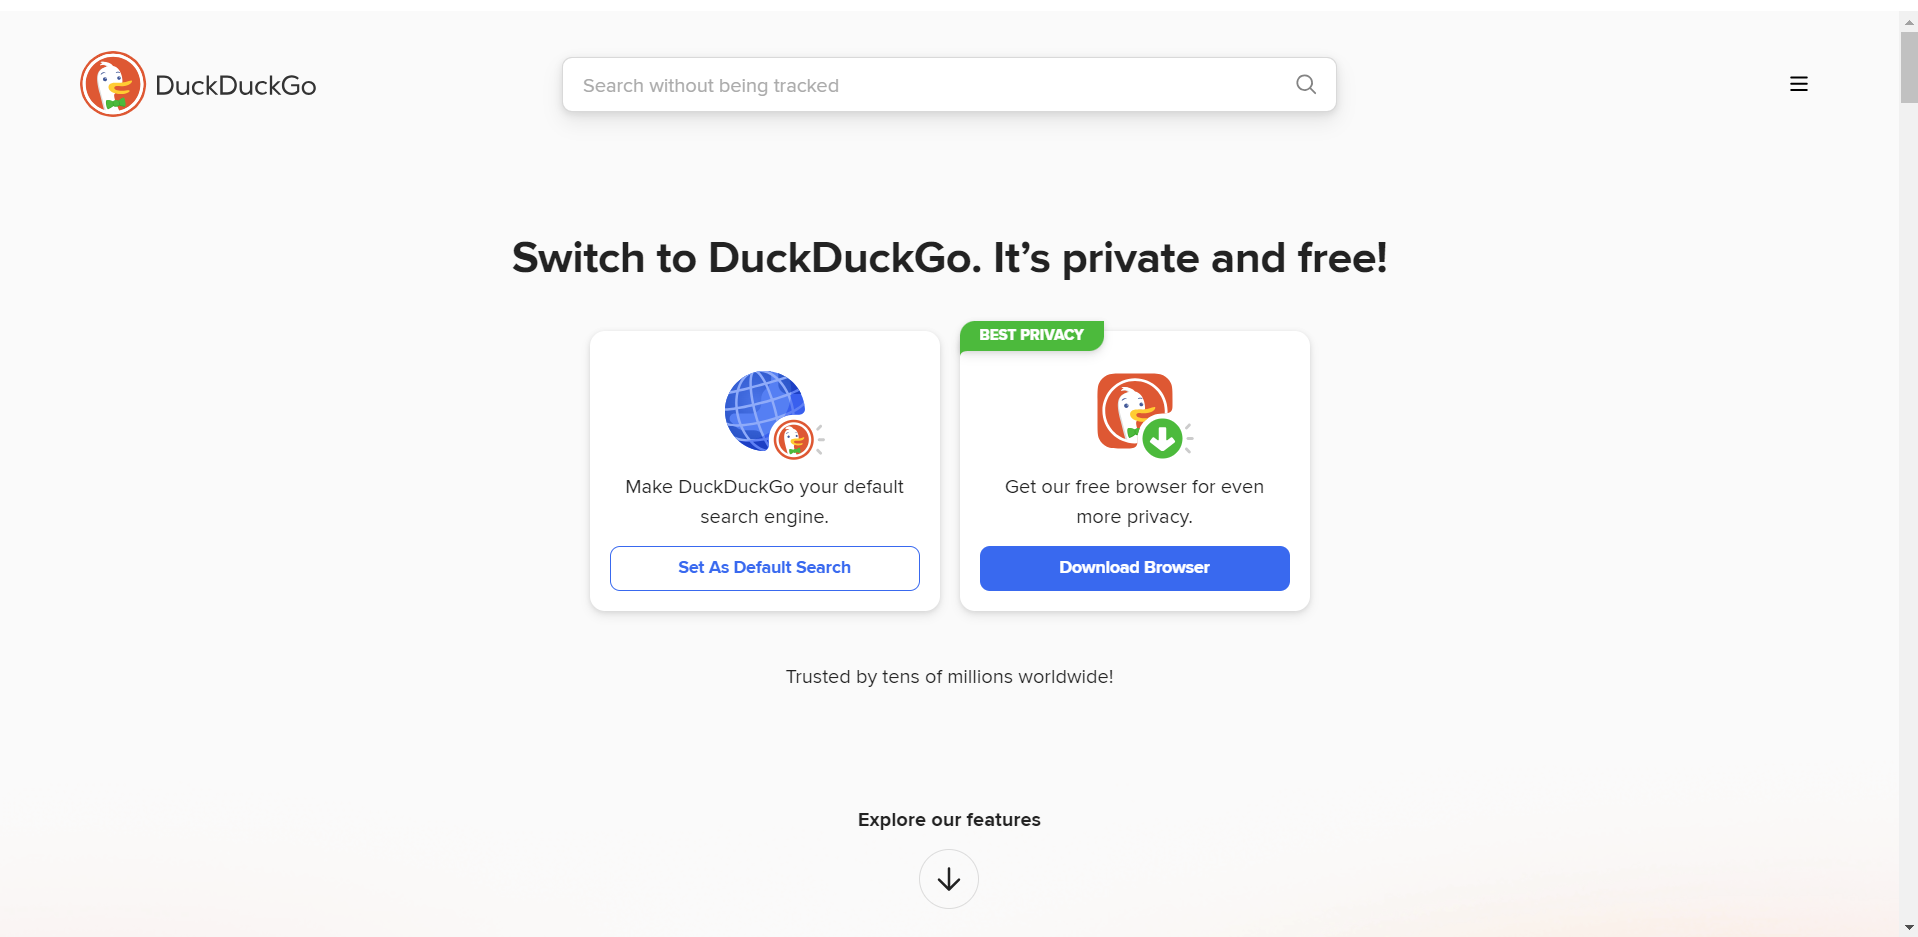 DuckDuckGo
Search without being tracked
Switch to DuckDuckGo. It’s private and free!
Make DuckDuckGo your default
search engine.
Set As Default Search
BEST PRIVACY
Get our free browser for even
more privacy.
Download Browser
Trusted by tens of millions worldwide!
Explore our features